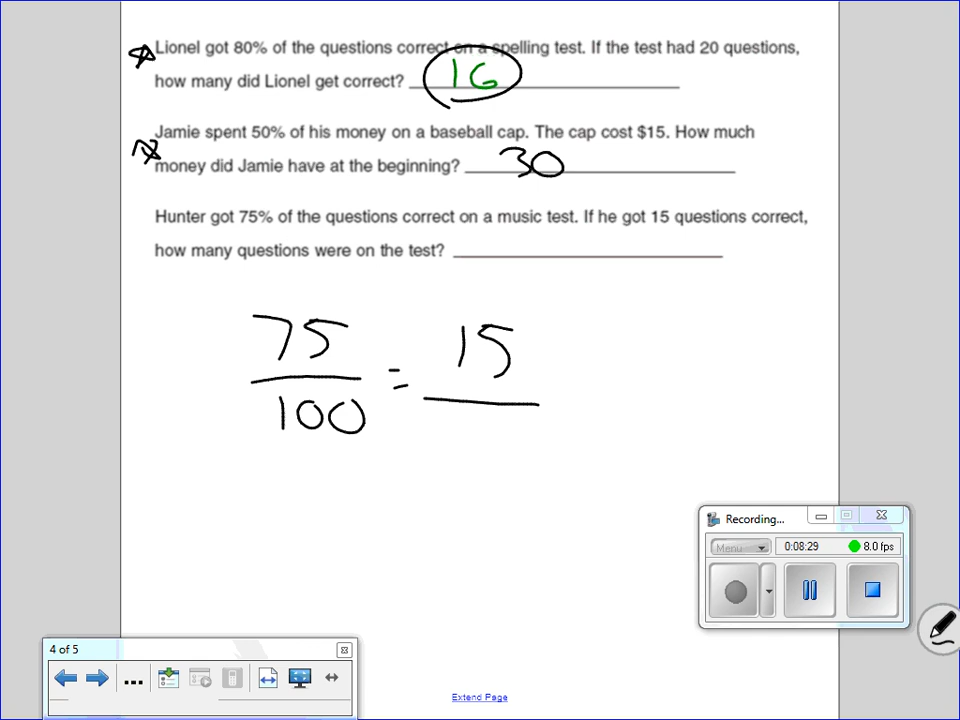 Lionel got 80% of the questions correct on a spelling test. If the test had 20 questions,
how many did Lionel get correct? 16
Jamie spent 50% of his money on a baseball cap. The cap cost $15. How much
money did Jamie have at the beginning? 30
Hunter got 75% of the questions correct on a music test. If he got 15 questions correct,
how many questions were on the test?
75 = 15
100
Recording...
Menu 0:08:29 8.0 fps
4 of 5
Extend Page